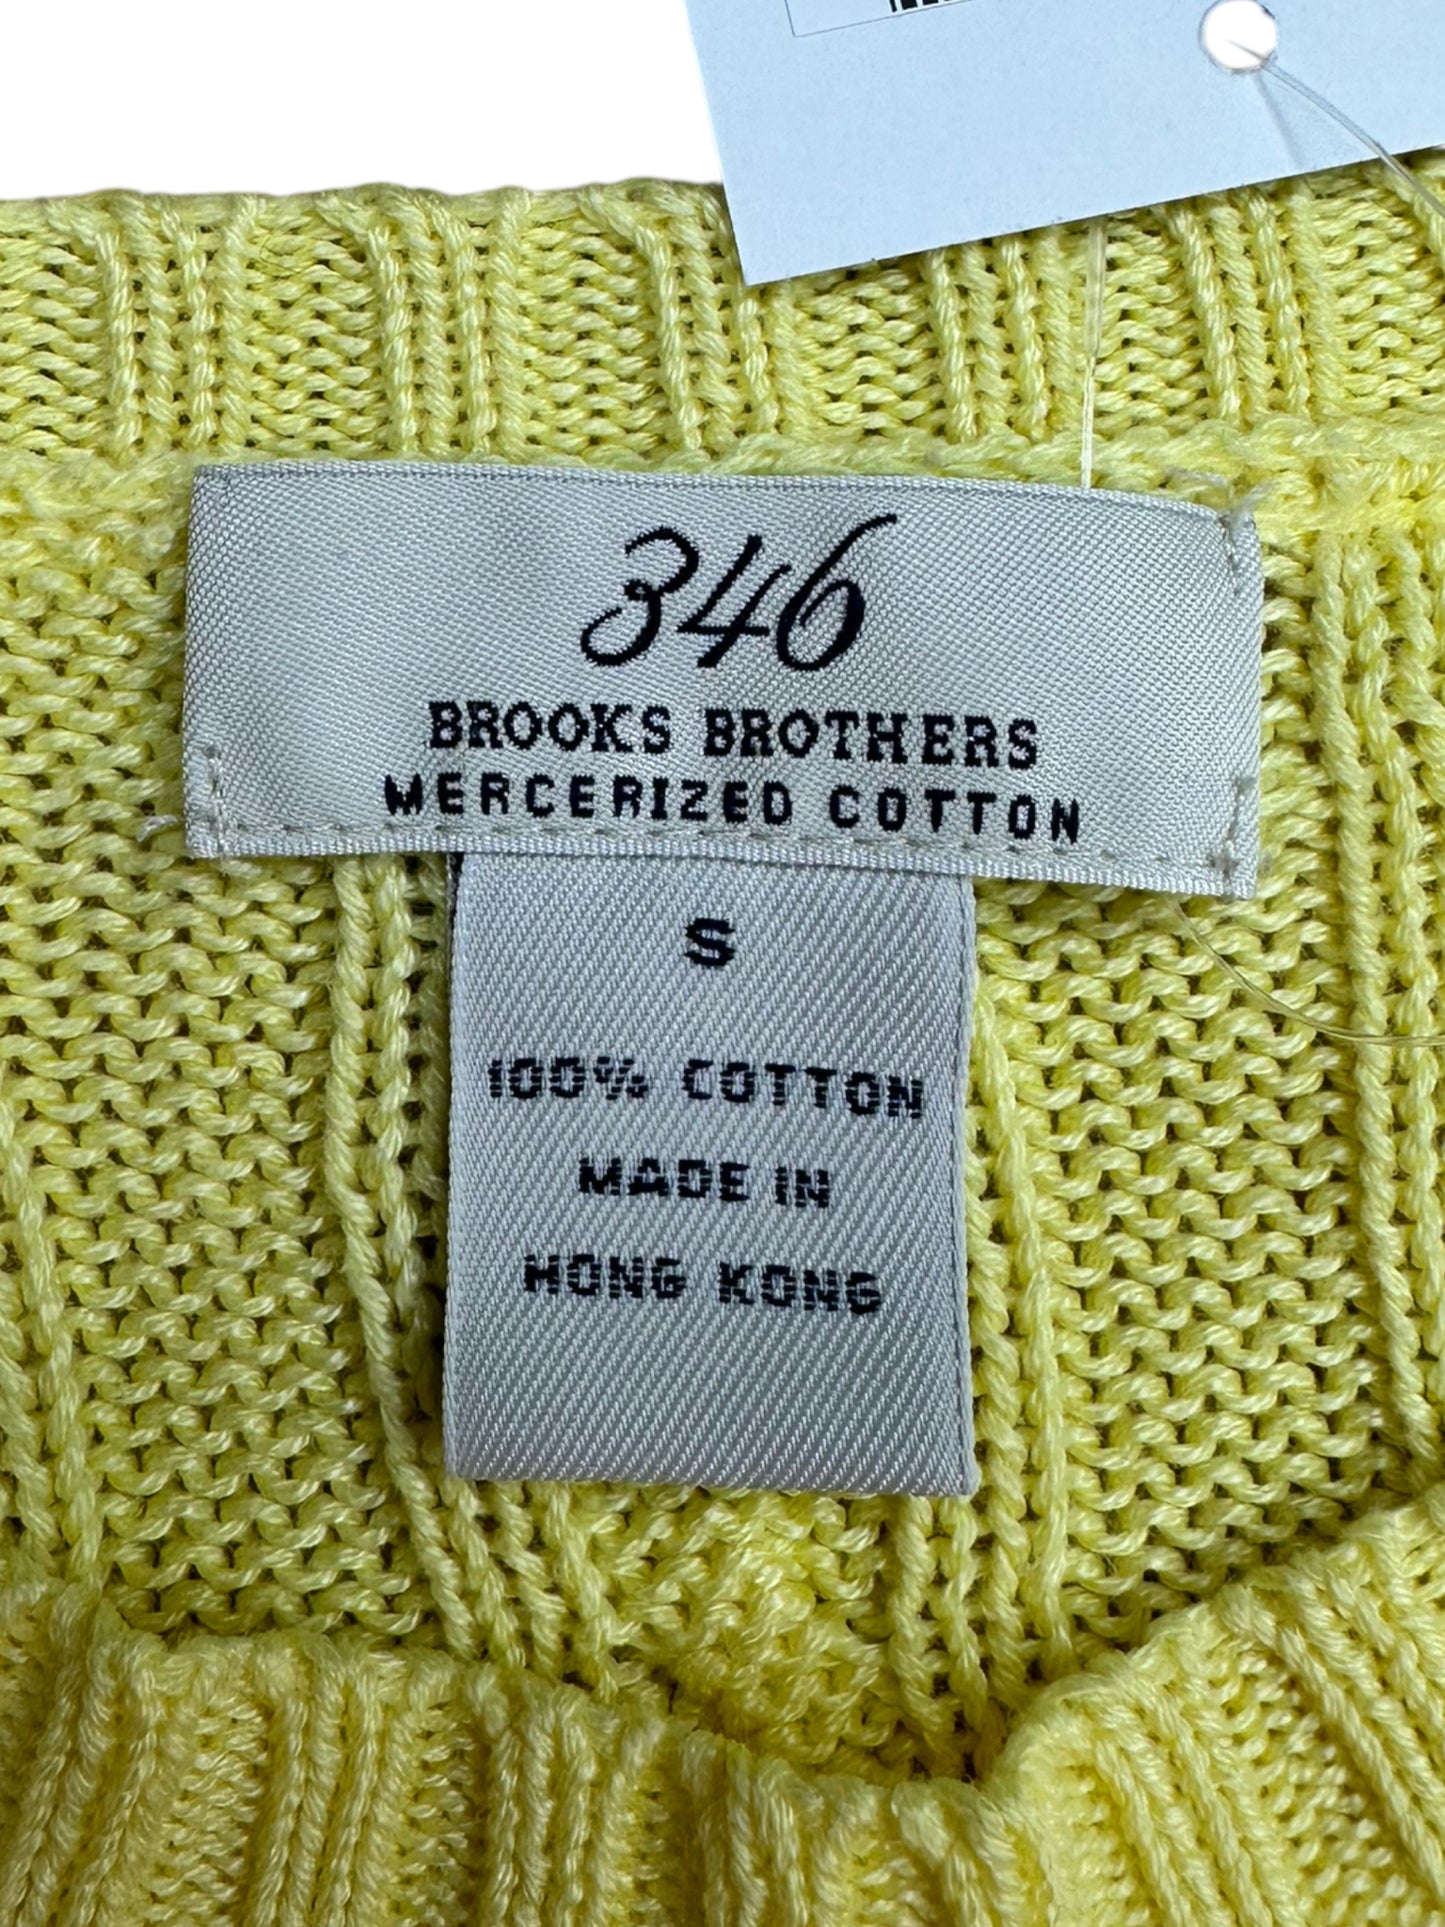 346
BROOKS BROTHERS
MERCERIZED COTTON
S
100% COTTON
MADE IN
HONG KONG